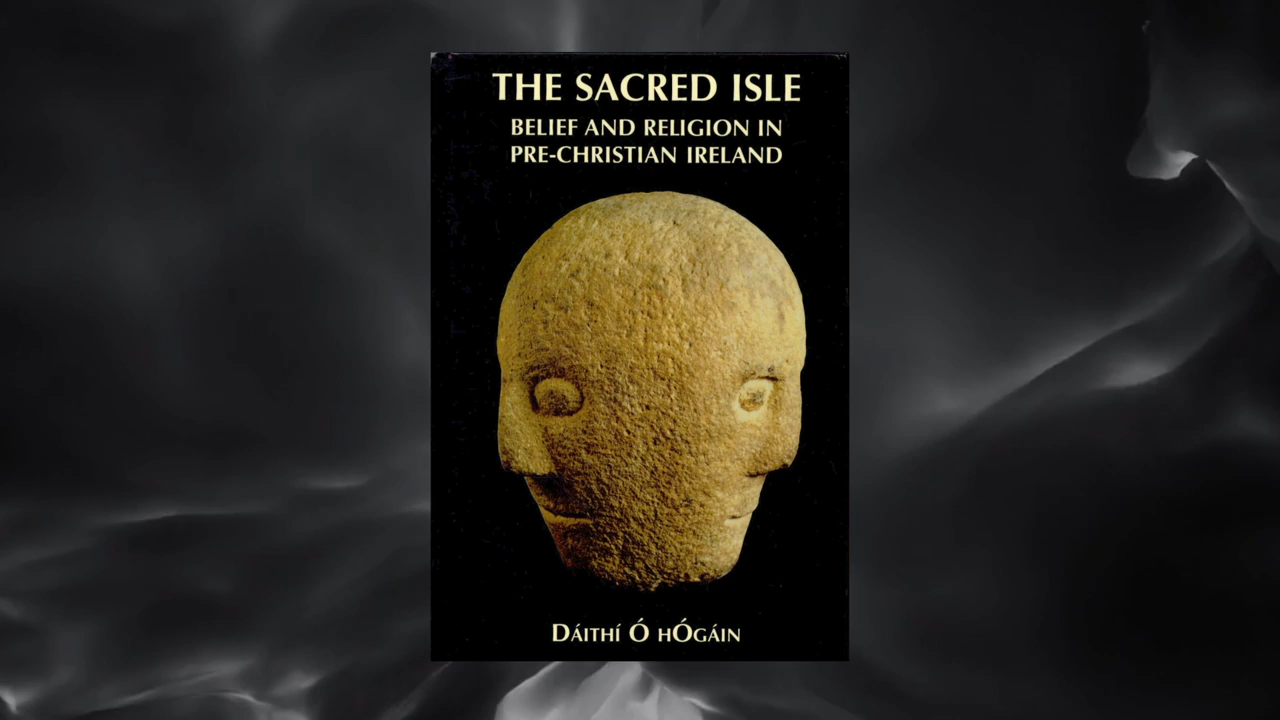 THE SACRED ISLE
BELIEF AND RELIGION IN
PRE-CHRISTIAN IRELAND
DÁITHÍ Ó HÓGÁIN